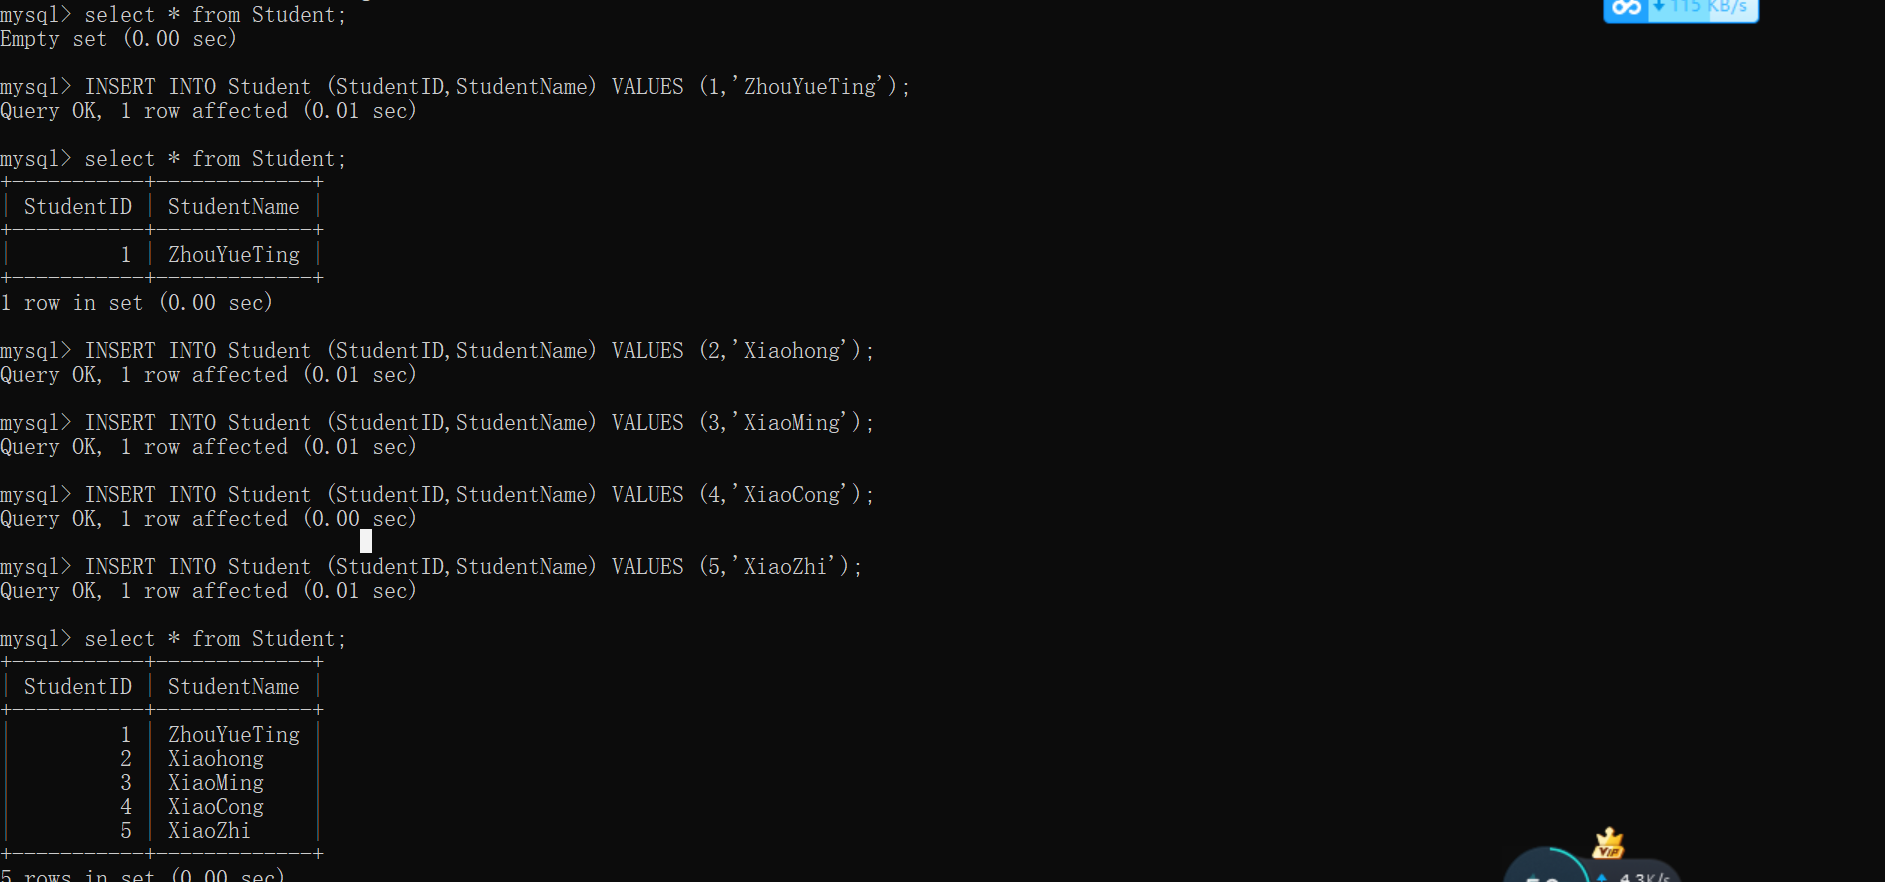 115 KB/s
mysql> select * from Student;
Empty set (0.00 sec)
mysql> INSERT INTO Student (StudentID,StudentName) VALUES (1,'ZhouYueTing');
Query OK, 1 row affected (0.01 sec)
mysql> select * from Student;
+-----------+-------------+
| StudentID | StudentName |
+-----------+-------------+
|         1 | ZhouYueTing |
+-----------+-------------+
1 row in set (0.00 sec)
mysql> INSERT INTO Student (StudentID,StudentName) VALUES (2,'Xiaohong');
Query OK, 1 row affected (0.01 sec)
mysql> INSERT INTO Student (StudentID,StudentName) VALUES (3,'XiaoMing');
Query OK, 1 row affected (0.01 sec)
mysql> INSERT INTO Student (StudentID,StudentName) VALUES (4,'XiaoCong');
Query OK, 1 row affected (0.00 sec)
mysql> INSERT INTO Student (StudentID,StudentName) VALUES (5,'XiaoZhi');
Query OK, 1 row affected (0.01 sec)
mysql> select * from Student;
+-----------+-------------+
| StudentID | StudentName |
+-----------+-------------+
|         1 | ZhouYueTing |
|         2 | Xiaohong    |
|         3 | XiaoMing    |
|         4 | XiaoCong    |
|         5 | XiaoZhi     |
+-----------+-------------+
5 rows in set (0.00 sec)
VIP
4.3K/s